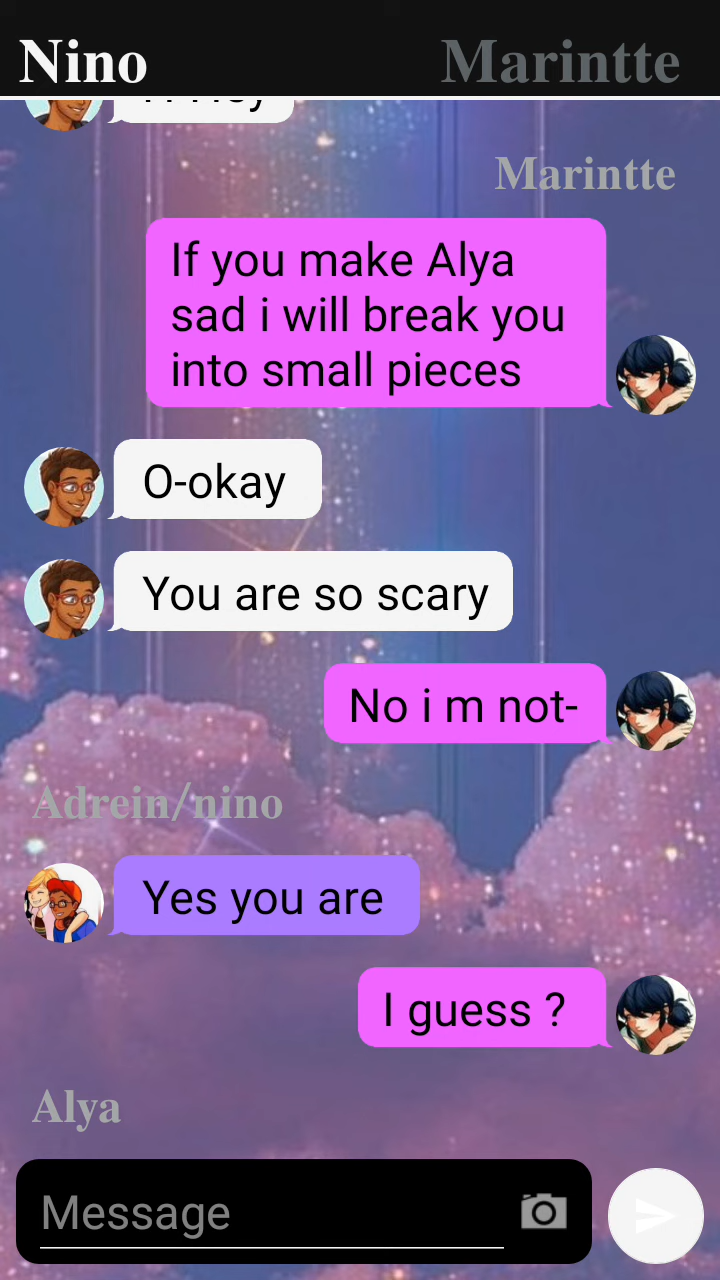 Nino
Marintte
Marintte
If you make Alya
sad i will break you
into small pieces
O-okay
You are so scary
No i m not-
Adrein/nino
Yes you are
I guess ?
Alya
Message